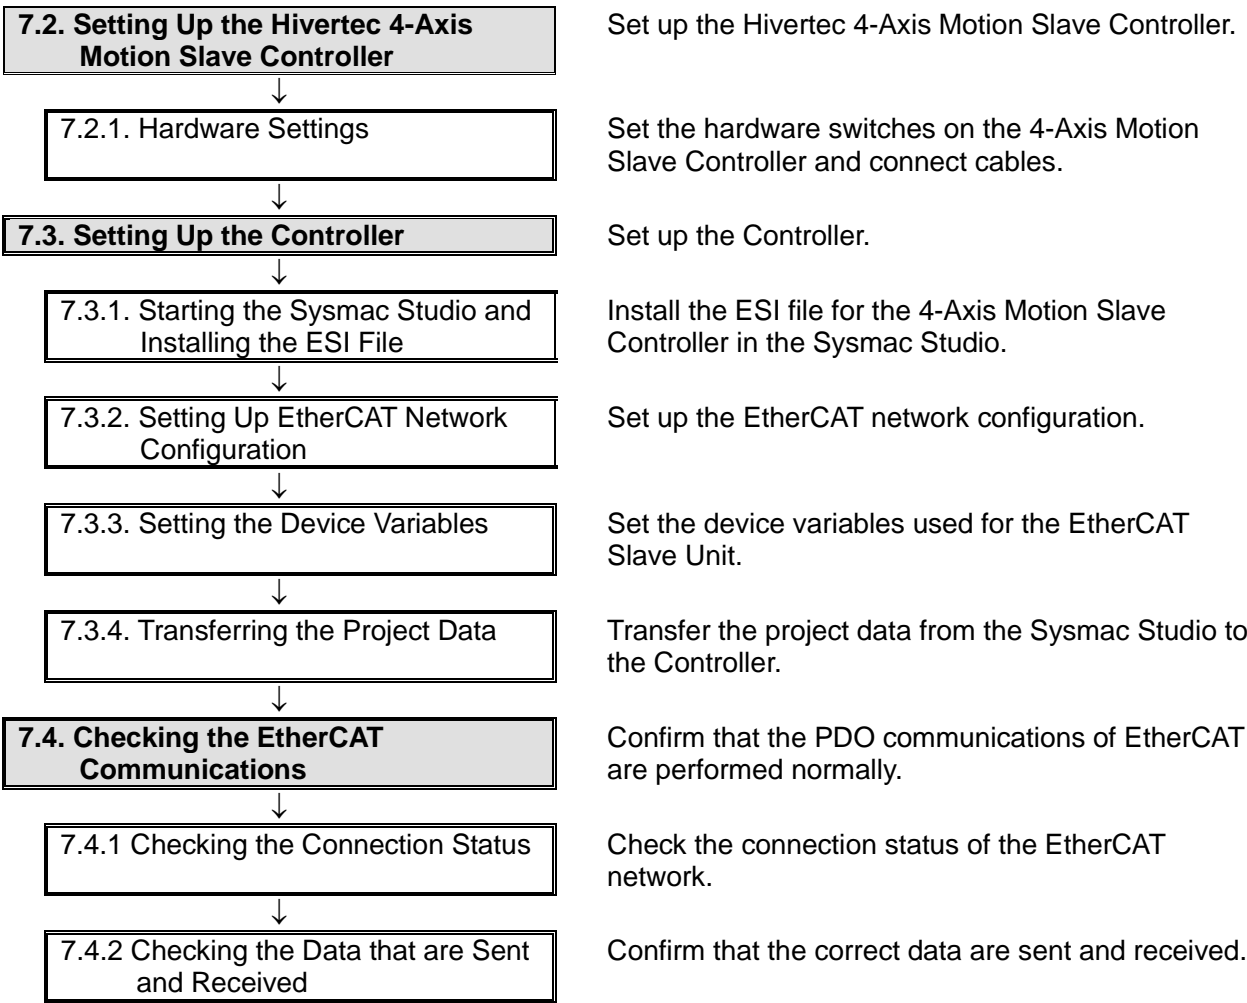 7.2. Setting Up the Hivertec 4-Axis
Motion Slave Controller
Set up the Hivertec 4-Axis Motion Slave Controller.
↓
7.2.1. Hardware Settings
Set the hardware switches on the 4-Axis Motion
Slave Controller and connect cables.
↓
7.3. Setting Up the Controller
Set up the Controller.
↓
7.3.1. Starting the Sysmac Studio and
Installing the ESI File
Install the ESI file for the 4-Axis Motion Slave
Controller in the Sysmac Studio.
↓
7.3.2. Setting Up EtherCAT Network
Configuration
Set up the EtherCAT network configuration.
↓
7.3.3. Setting the Device Variables
Set the device variables used for the EtherCAT
Slave Unit.
↓
7.3.4. Transferring the Project Data
Transfer the project data from the Sysmac Studio to
the Controller.
↓
7.4. Checking the EtherCAT
Communications
Confirm that the PDO communications of EtherCAT
are performed normally.
↓
7.4.1 Checking the Connection Status
Check the connection status of the EtherCAT
network.
↓
7.4.2 Checking the Data that are Sent
and Received
Confirm that the correct data are sent and received.